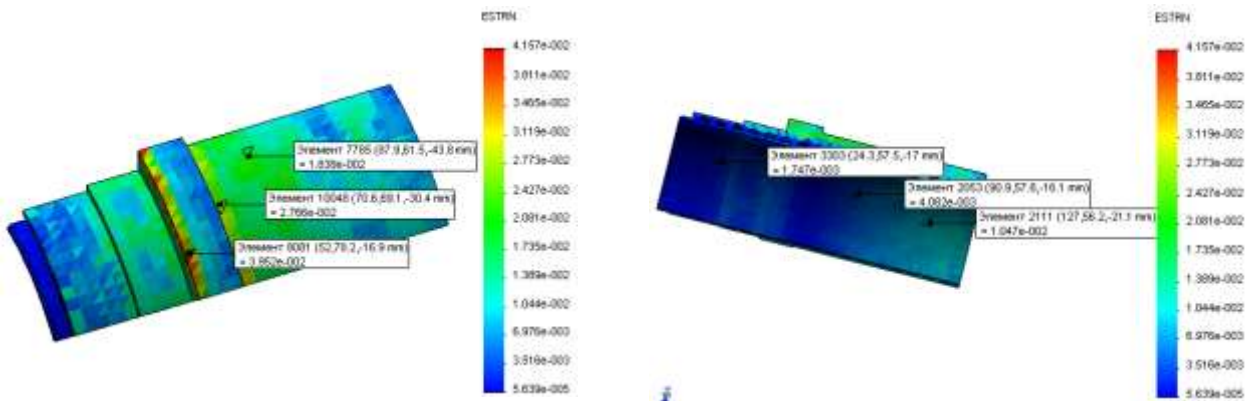 ESTRN
4.157e-002
3.811e-002
3.465e-002
3.119e-002
2.773e-002
2.427e-002
2.081e-002
1.735e-002
1.389e-002
1.044e-002
6.976e-003
3.516e-003
5.639e-005
Элемент 7785 (87.9,61.5,-43.8 mm)
= 1.838e-002
Элемент 10048 (70.6,69.1,-30.4 mm)
= 2.766e-002
Элемент 8081 (52,70.2,-16.9 mm)
= 3.852e-002
ESTRN
4.157e-002
3.811e-002
3.465e-002
3.119e-002
2.773e-002
2.427e-002
2.081e-002
1.735e-002
1.389e-002
1.044e-002
6.976e-003
3.516e-003
5.639e-005
Элемент 3303 (24.3,57.5,-17 mm)
= 1.747e-003
Элемент 2053 (90.9,57.6,-18.1 mm)
= 4.082e-003
Элемент 2111 (127,56.2,-21.1 mm)
= 1.047e-002